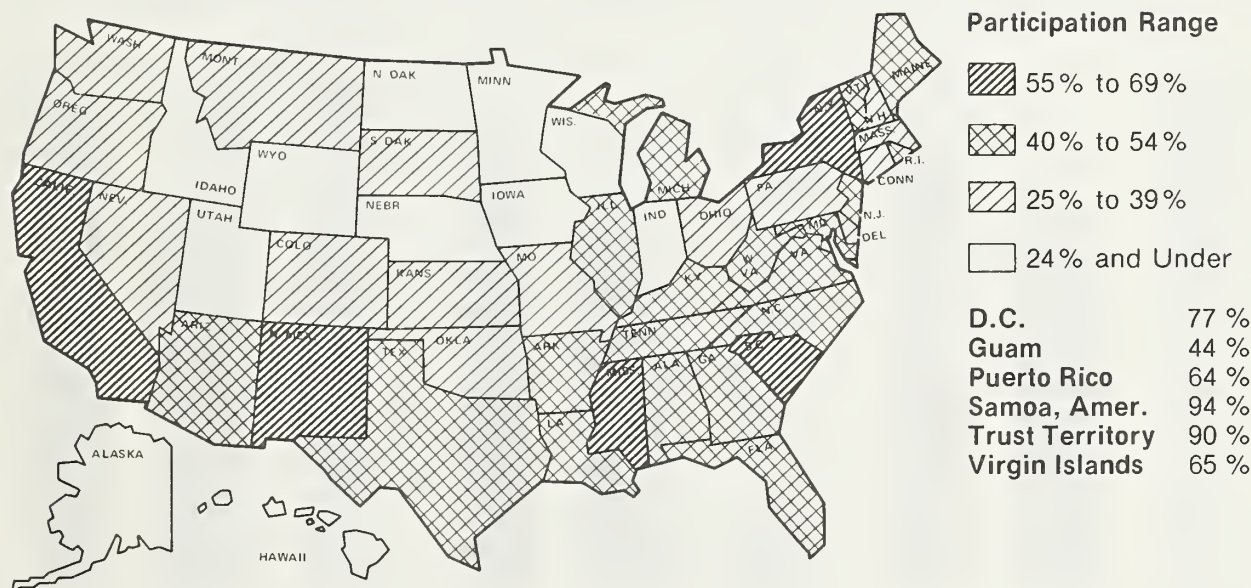 Participation Range
55% to 69%
40% to 54%
25% to 39%
24% and Under
D.C. 77 %
Guam 44 %
Puerto Rico 64 %
Samoa, Amer. 94 %
Trust Territory 90 %
Virgin Islands 65 %
WASH
OREG
CALIF
NEV.
IDAHO
MONT
WYO
UTAH
ARIZ
COLO
N MEX.
N DAK
S DAK
NEBR
KANS
OKLA
TEX
MINN
IOWA
MO
ARK
LA
WIS.
ILL
MICH
IND
OHIO
KY
TENN
MISS
ALA
GA
FLA
S.C.
N.C.
VA
W
VA
MD
DEL
PA
N.J.
N.Y.
CONN
R.I.
MASS
VT
N H
MAINE
ALASKA
HAWAII